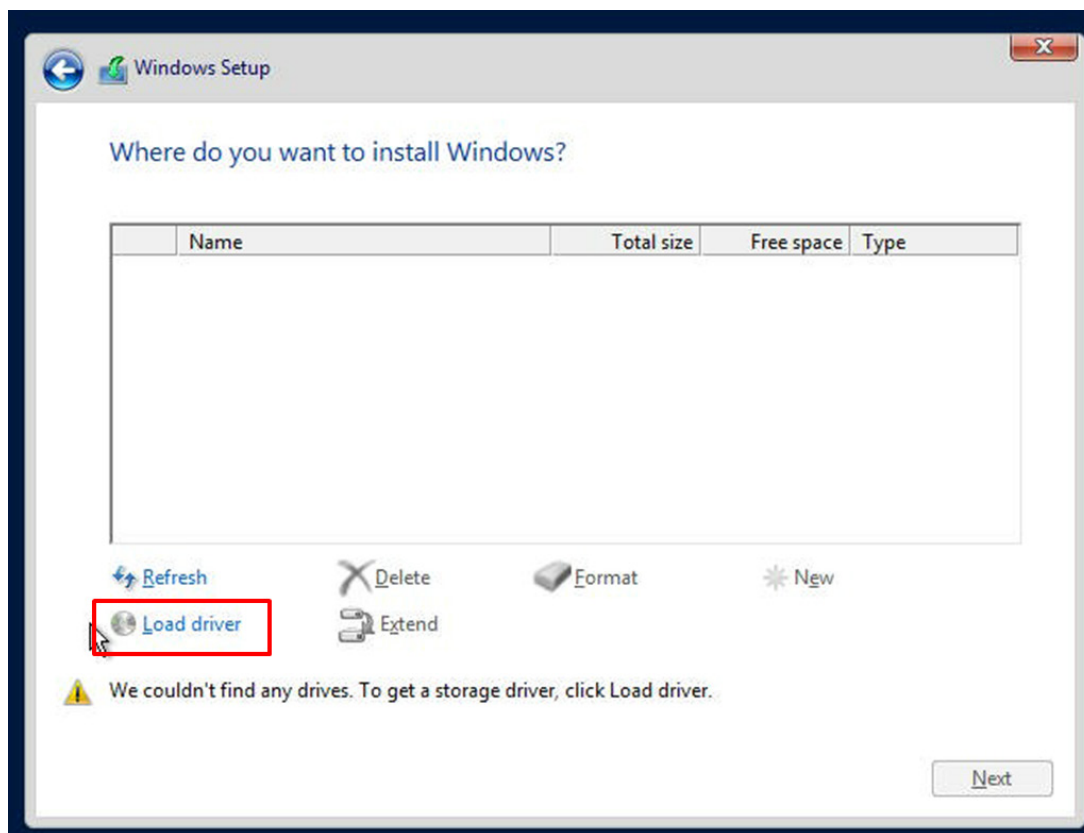 Windows Setup
Where do you want to install Windows?
Name Total size Free space Type
Refresh Delete Format New
Load driver Extend
We couldn't find any drives. To get a storage driver, click Load driver.
Next